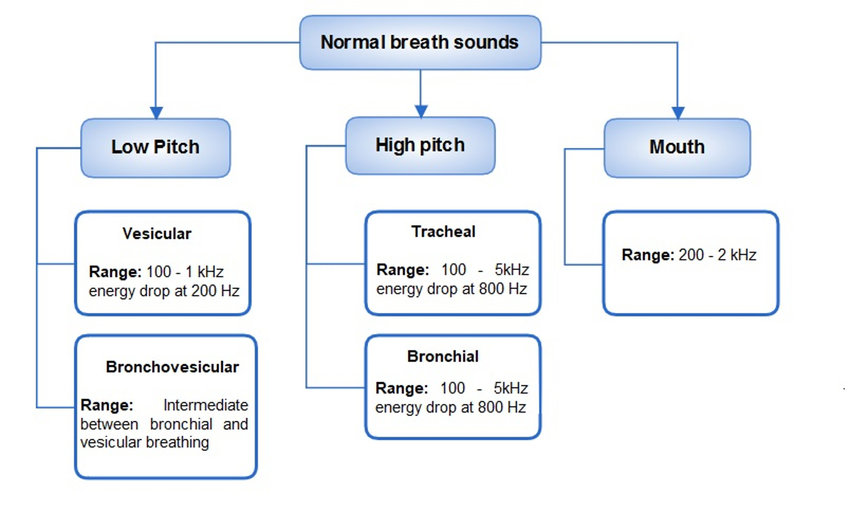 Normal breath sounds
Low Pitch
High pitch
Mouth
Vesicular
Range: 100 - 1 kHz
energy drop at 200 Hz
Tracheal
Range: 100 - 5kHz
energy drop at 800 Hz
Range: 200 - 2 kHz
Bronchovesicular
Range: Intermediate
between bronchial and
vesicular breathing
Bronchial
Range: 100 - 5kHz
energy drop at 800 Hz